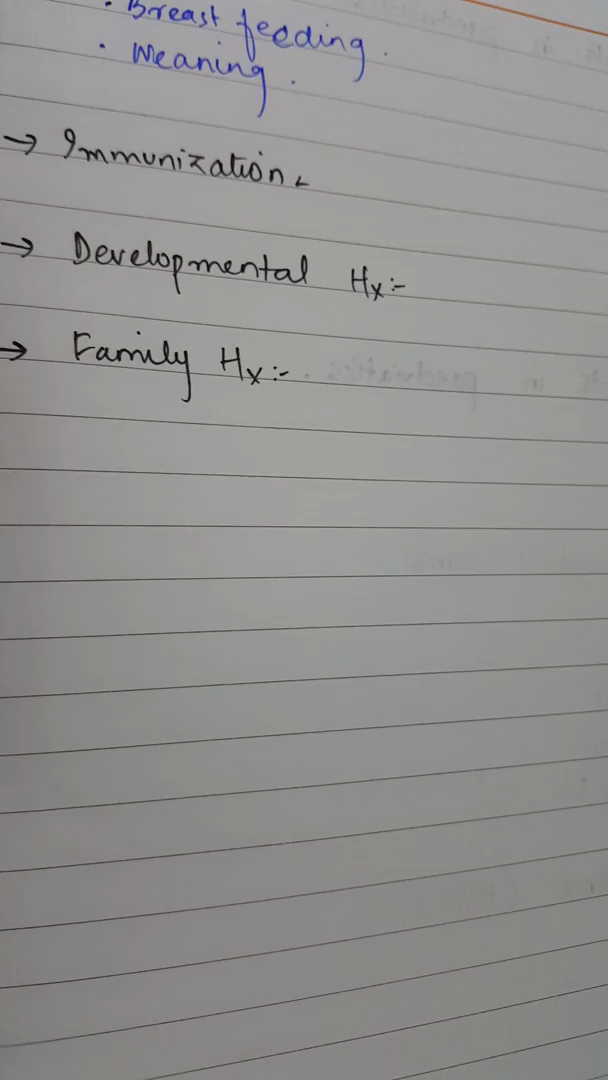 · Breast feeding.
· Weaning.
→ Immunization
→ Developmental Hx:-
→ Family Hx:-